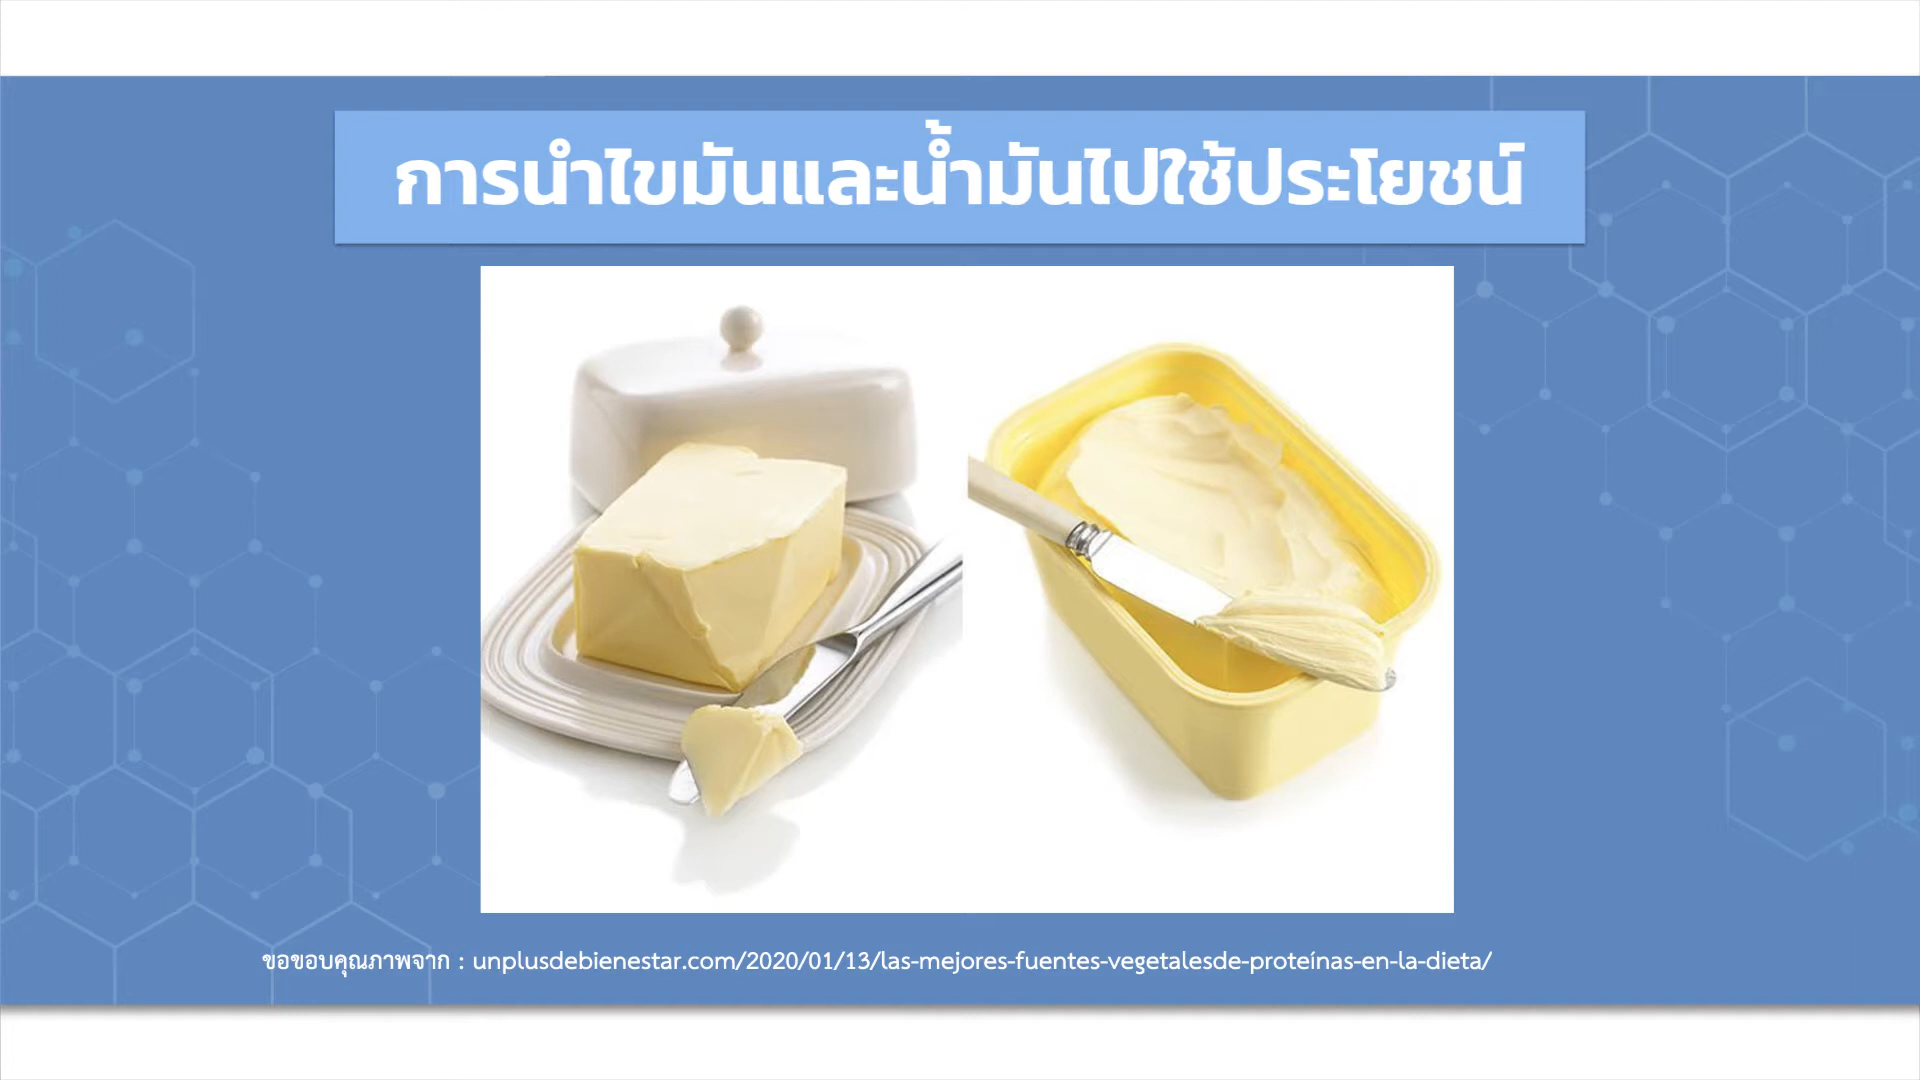 การนำไขมันและน้ำมันไปใช้ประโยชน์
ขอขอบคุณภาพจาก : unplusdebienestar.com/2020/01/13/las-mejores-fuentes-vegetalesde-proteínas-en-la-dieta/